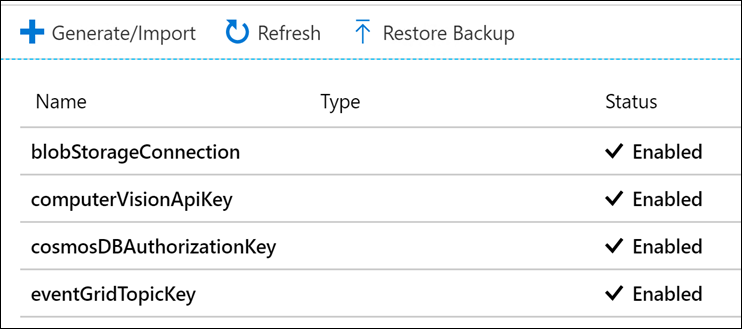 Generate/Import Refresh Restore Backup
Name Type Status
blobStorageConnection Enabled
computerVisionApiKey Enabled
cosmosDBAuthorizationKey Enabled
eventGridTopicKey Enabled